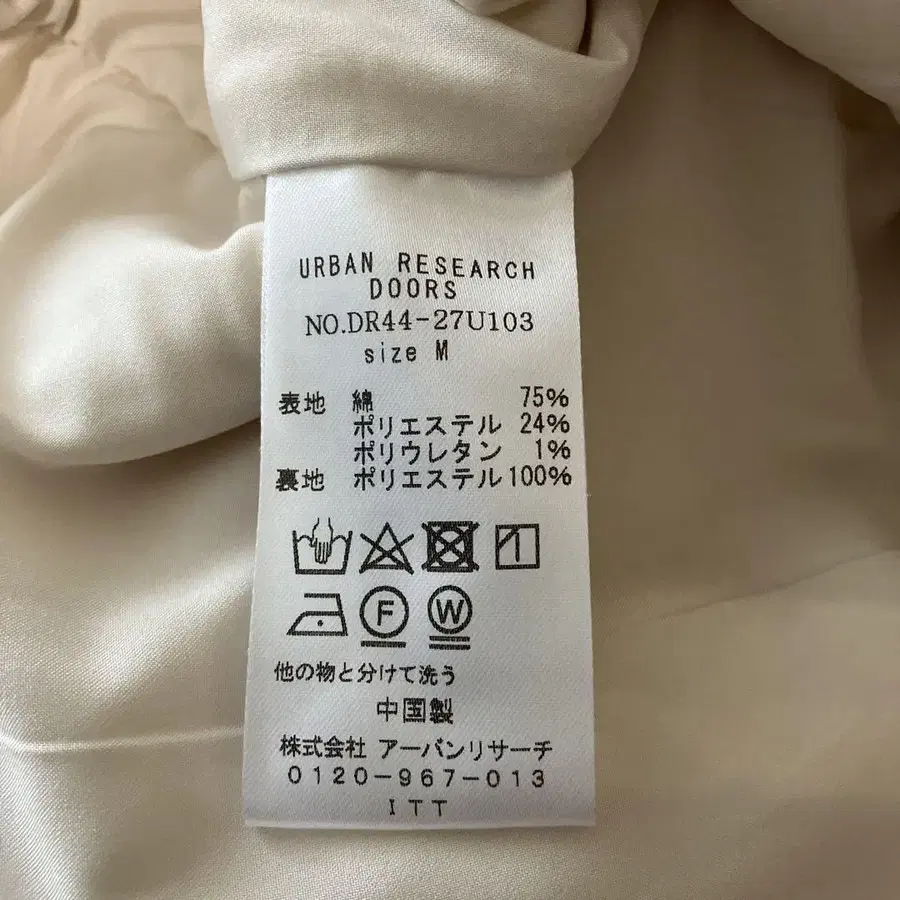 URBAN RESEARCH
DOORS
NO.DR44-27U103
size M
表地 綿 75%
ポリエステル 24%
ポリウレタン 1%
裏地 ポリエステル 100%
F W
他の物と分けて洗う
中国製
株式会社 アーバンリサーチ
0120-967-013
ITT